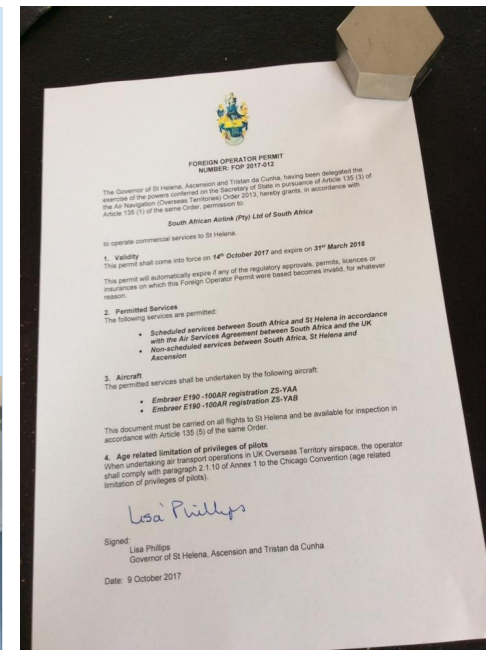 FOREIGN OPERATOR PERMIT
NUMBER: FOP 2017-012
The Governor of St Helena, Ascension and Tristan da Cunha, having been delegated the
exercise of the powers conferred on the Secretary of State in pursuance of Article 135 (3) of
the Air Navigation (Overseas Territories) Order 2013, hereby grants, in accordance with
Article 135 (1) of the same Order, permission to:
South African Airlink (Pty) Ltd of South Africa
to operate commercial services to St Helena.
1. Validity
This permit shall come into force on 14th October 2017 and expire on 31st March 2018
This permit will automatically expire if any of the regulatory approvals, permits, licences or
insurances on which this Foreign Operator Permit were based becomes invalid, for whatever
reason.
2. Permitted Services
The following services are permitted:
• Scheduled services between South Africa and St Helena in accordance
with the Air Services Agreement between South Africa and the UK
• Non-scheduled services between South Africa, St Helena and
Ascension
3. Aircraft
The permitted services shall be undertaken by the following aircraft:
• Embraer E190 -100AR registration ZS-YAA
• Embraer E190 -100AR registration ZS-YAB
This document must be carried on all flights to St Helena and be available for inspection in
accordance with Article 135 (5) of the same Order.
4. Age related limitation of privileges of pilots
When undertaking air transport operations in UK Overseas Territory airspace, the operator
shall comply with paragraph 2.1.10 of Annex 1 to the Chicago Convention (age related
limitation of privileges of pilots).
Lisa Phillips
Signed:
Lisa Phillips
Governor of St Helena, Ascension and Tristan da Cunha
Date: 9 October 2017